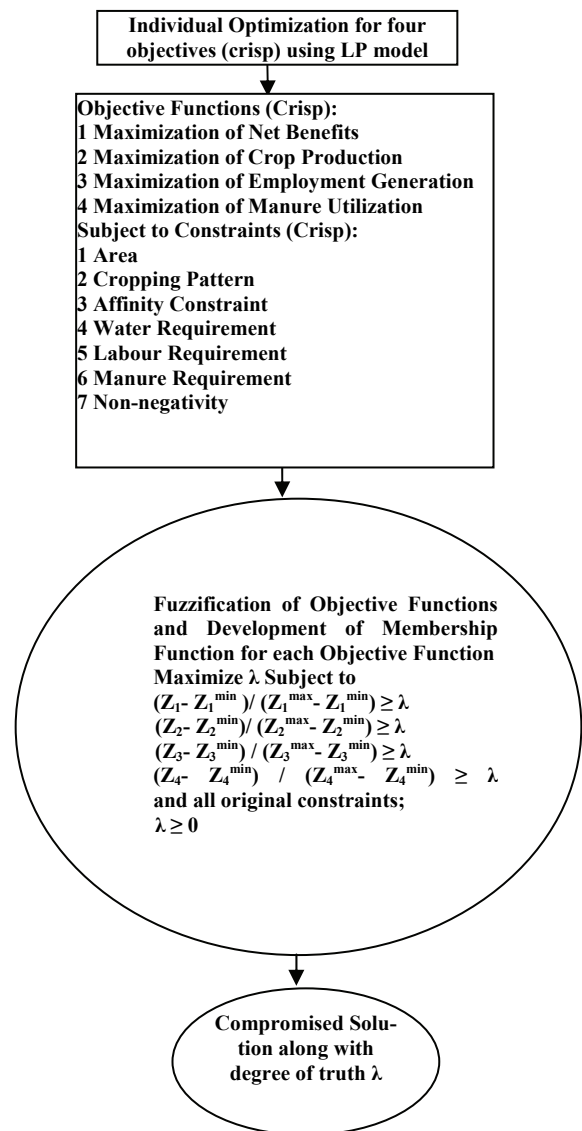 Individual Optimization for four
objectives (crisp) using LP model
Objective Functions (Crisp):
1 Maximization of Net Benefits
2 Maximization of Crop Production
3 Maximization of Employment Generation
4 Maximization of Manure Utilization
Subject to Constraints (Crisp):
1 Area
2 Cropping Pattern
3 Affinity Constraint
4 Water Requirement
5 Labour Requirement
6 Manure Requirement
7 Non-negativity
Fuzzification of Objective Functions
and Development of Membership
Function for each Objective Function
Maximize λ Subject to
(Z₁- Z₁ᵐⁱⁿ )/ (Z₁ᵐᵃˣ- Z₁ᵐⁱⁿ) ≥ λ
(Z₂- Z₂ᵐⁱⁿ)/ (Z₂ᵐᵃˣ- Z₂ᵐⁱⁿ) ≥ λ
(Z₃- Z₃ᵐⁱⁿ) / (Z₃ᵐᵃˣ- Z₃ᵐⁱⁿ) ≥ λ
(Z₄- Z₄ᵐⁱⁿ) / (Z₄ᵐᵃˣ- Z₄ᵐⁱⁿ) ≥ λ
and all original constraints;
λ ≥ 0
Compromised Solu-
tion along with
degree of truth λ